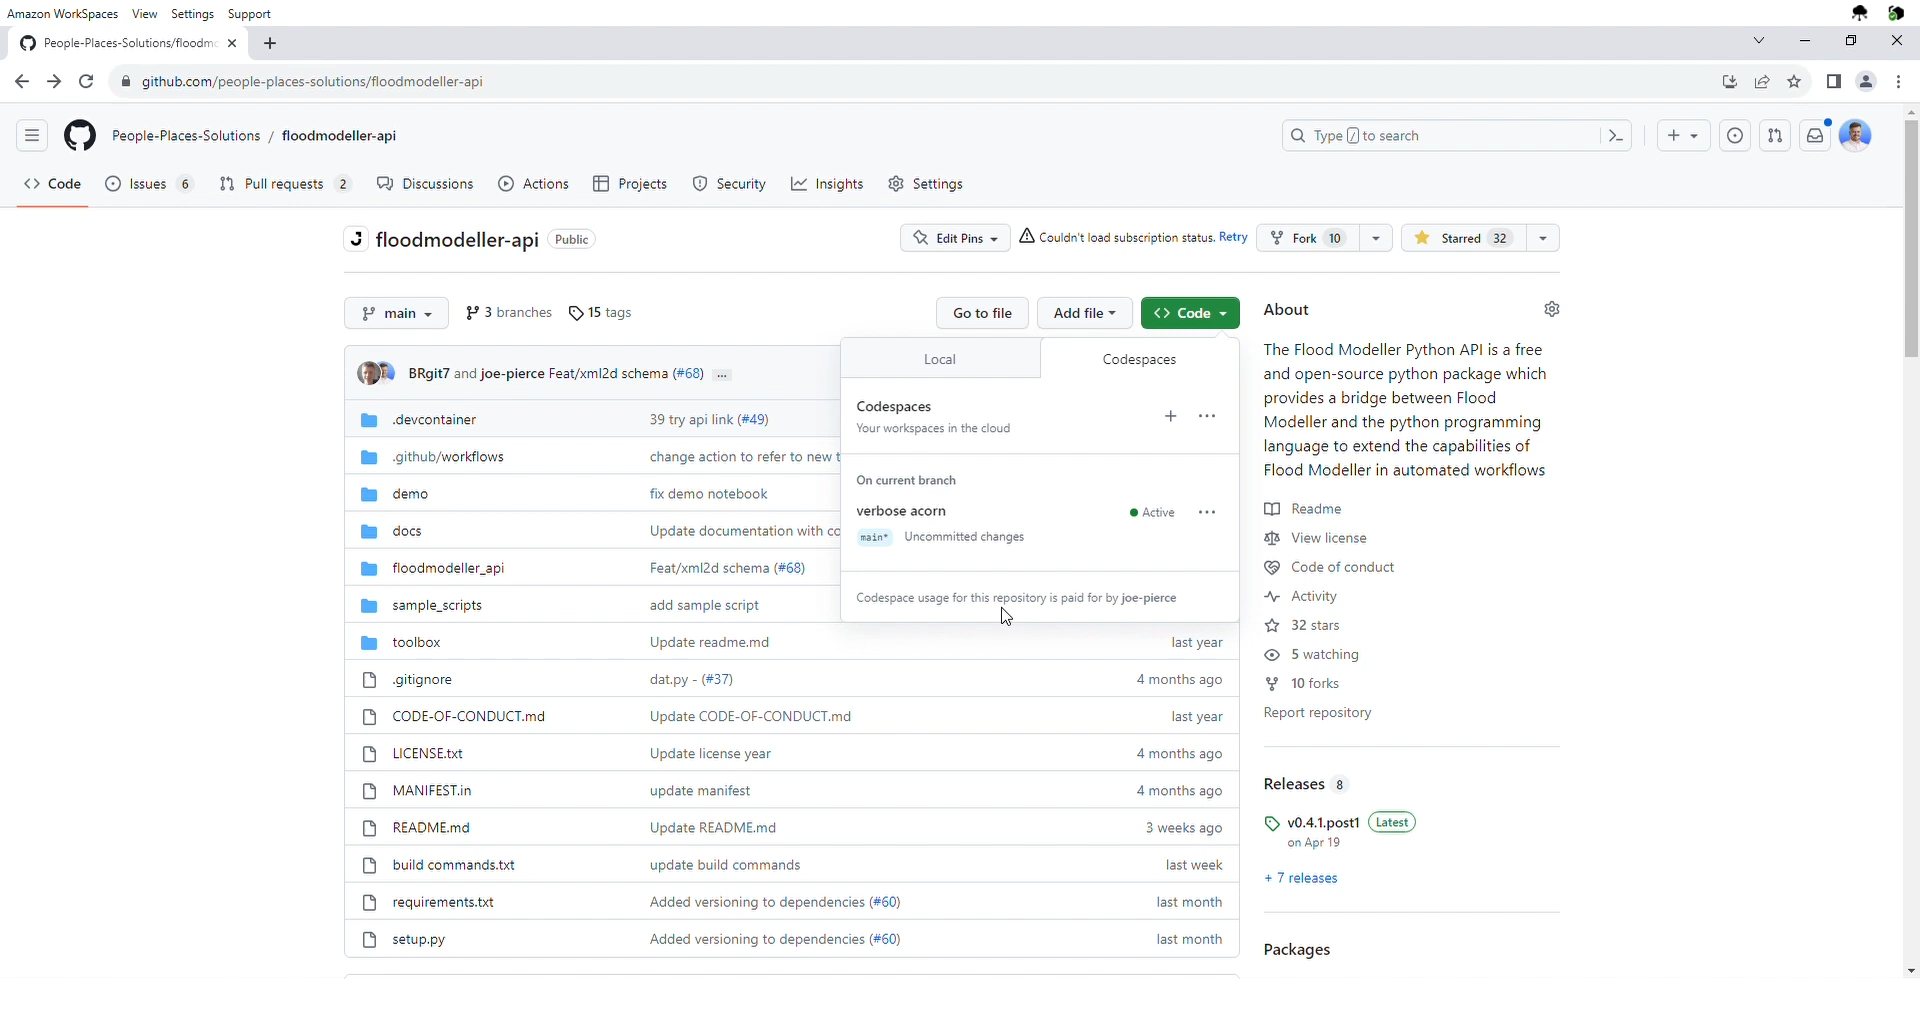 Amazon WorkSpaces View Settings Support
People-Places-Solutions/floodmo
github.com/people-places-solutions/floodmodeller-api
People-Places-Solutions / floodmodeller-api
Type / to search
Code Issues 6 Pull requests 2 Discussions Actions Projects Security Insights Settings
J floodmodeller-api Public
Edit Pins Couldn't load subscription status. Retry Fork 10 Starred 32
main 3 branches 15 tags Go to file Add file <> Code
Local Codespaces
Codespaces
Your workspaces in the cloud
On current branch
verbose acorn Active
main* Uncommitted changes
Codespace usage for this repository is paid for by joe-pierce
BRgit7 and joe-pierce Feat/xml2d schema (#68) ...
.devcontainer 39 try api link (#49)
.github/workflows change action to refer to new t
demo fix demo notebook
docs Update documentation with co
floodmodeller_api Feat/xml2d schema (#68)
sample_scripts add sample script
toolbox Update readme.md last year
.gitignore dat.py - (#37) 4 months ago
CODE-OF-CONDUCT.md Update CODE-OF-CONDUCT.md last year
LICENSE.txt Update license year 4 months ago
MANIFEST.in update manifest 4 months ago
README.md Update README.md 3 weeks ago
build commands.txt update build commands last week
requirements.txt Added versioning to dependencies (#60) last month
setup.py Added versioning to dependencies (#60) last month
About
The Flood Modeller Python API is a free
and open-source python package which
provides a bridge between Flood
Modeller and the python programming
language to extend the capabilities of
Flood Modeller in automated workflows
Readme
View license
Code of conduct
Activity
32 stars
5 watching
10 forks
Report repository
Releases 8
v0.4.1.post1 Latest
on Apr 19
+ 7 releases
Packages